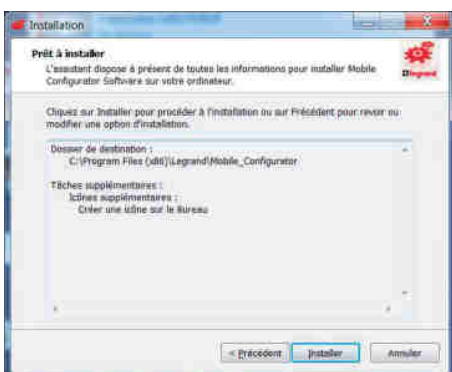 Installation
Prêt à installer
L'assistant dispose à présent de toutes les informations pour installer Mobile
Configurator Software sur votre ordinateur.
legrand
Cliquez sur Installer pour procéder à l'installation ou sur Précédent pour revoir ou
modifier une option d'installation.
Dossier de destination :
C:\Program Files (x86)\Legrand\Mobile_Configurator
Tâches supplémentaires :
Icônes supplémentaires :
Créer une icône sur le Bureau
< Précédent
Installer
Annuler